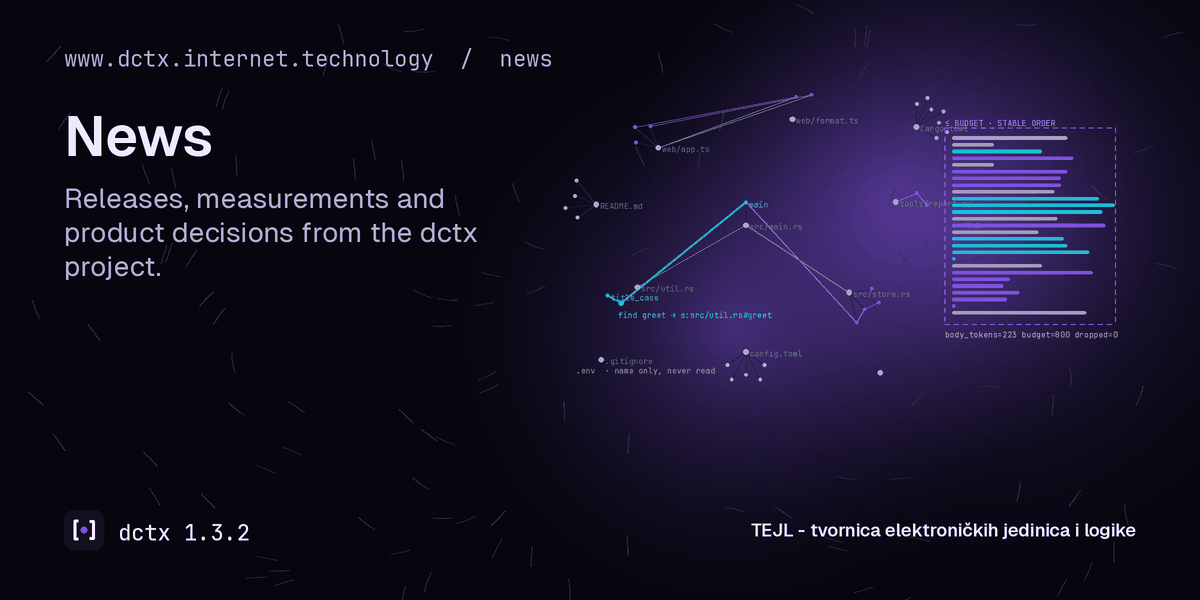 www.dctx.internet.technology / news
News
Releases, measurements and
product decisions from the dctx
project.
web/format.ts
web/app.ts
README.md
main
src/main.rs
src/util.rs
title_case
find greet → s:src/util.rs#greet
src/store.rs
.gitignore
.env · name only, never read
config.toml
≤ BUDGET · STABLE ORDER
body_tokens=223 budget=800 dropped=0
dctx 1.3.2
TEJL - tvornica elektroničkih jedinica i logike